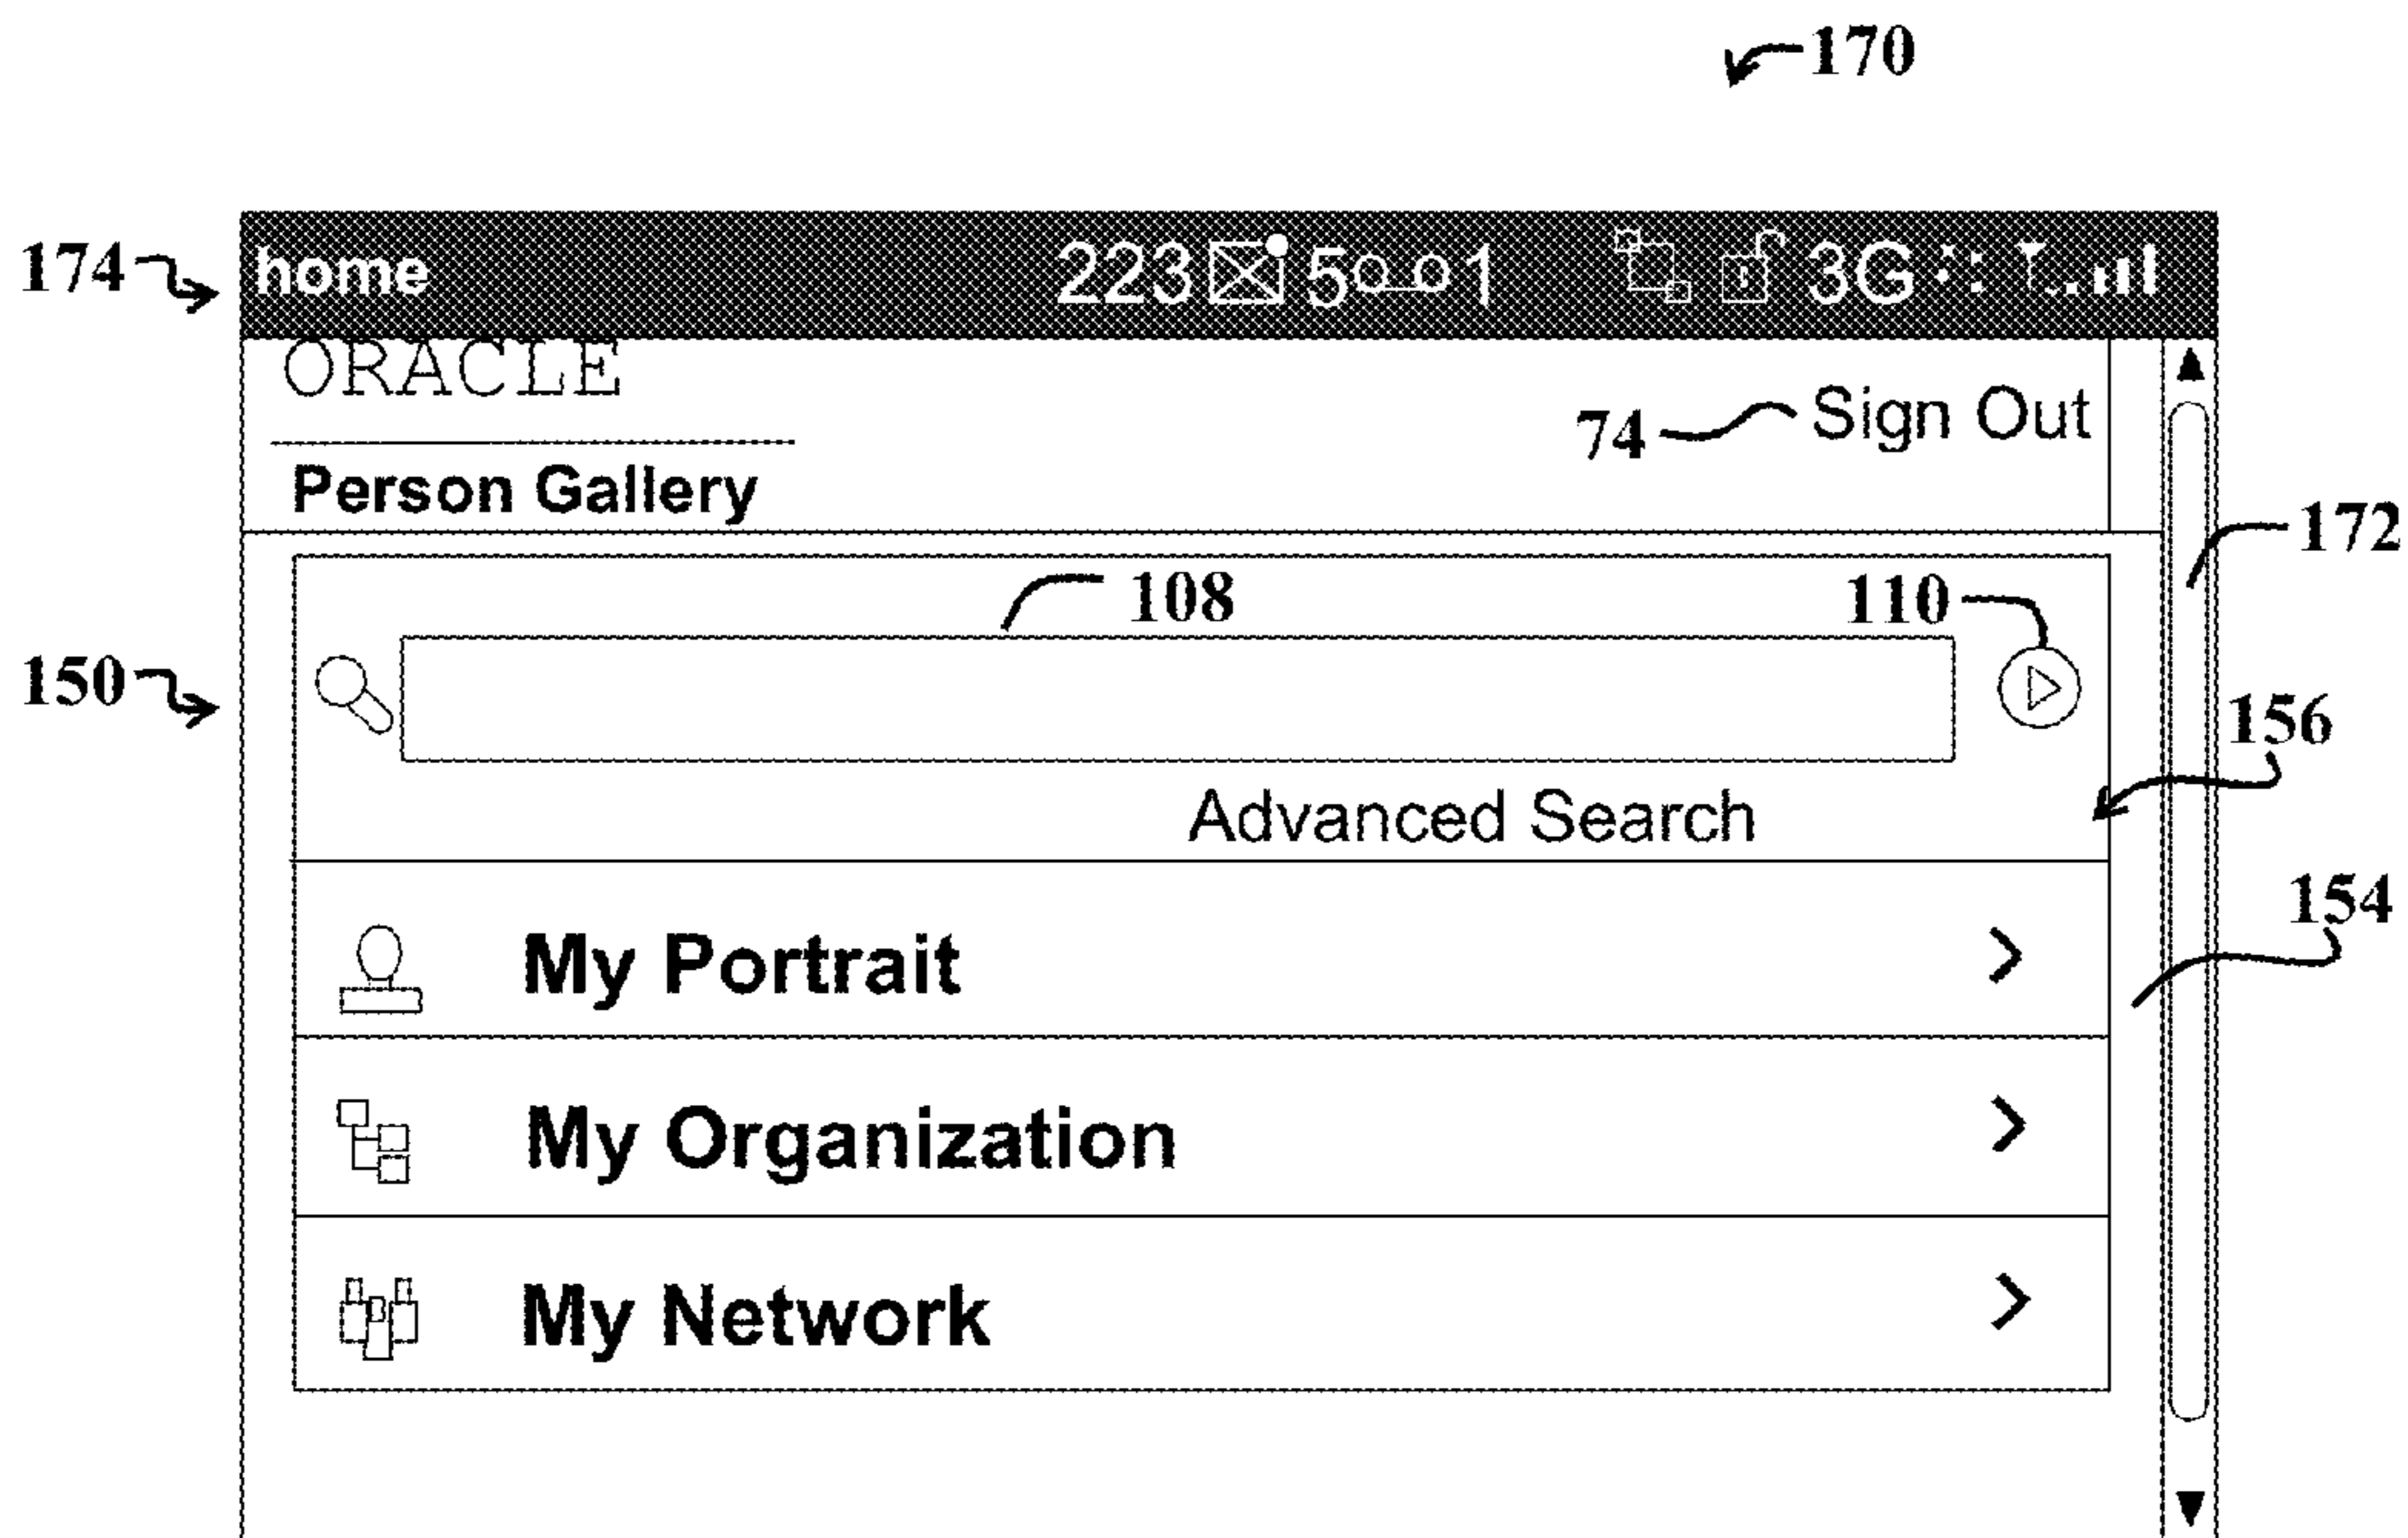 170
174 home 223 5 1 3G
ORACLE
74 Sign Out
Person Gallery
172
108 110
150
156
Advanced Search
154
My Portrait
My Organization
My Network